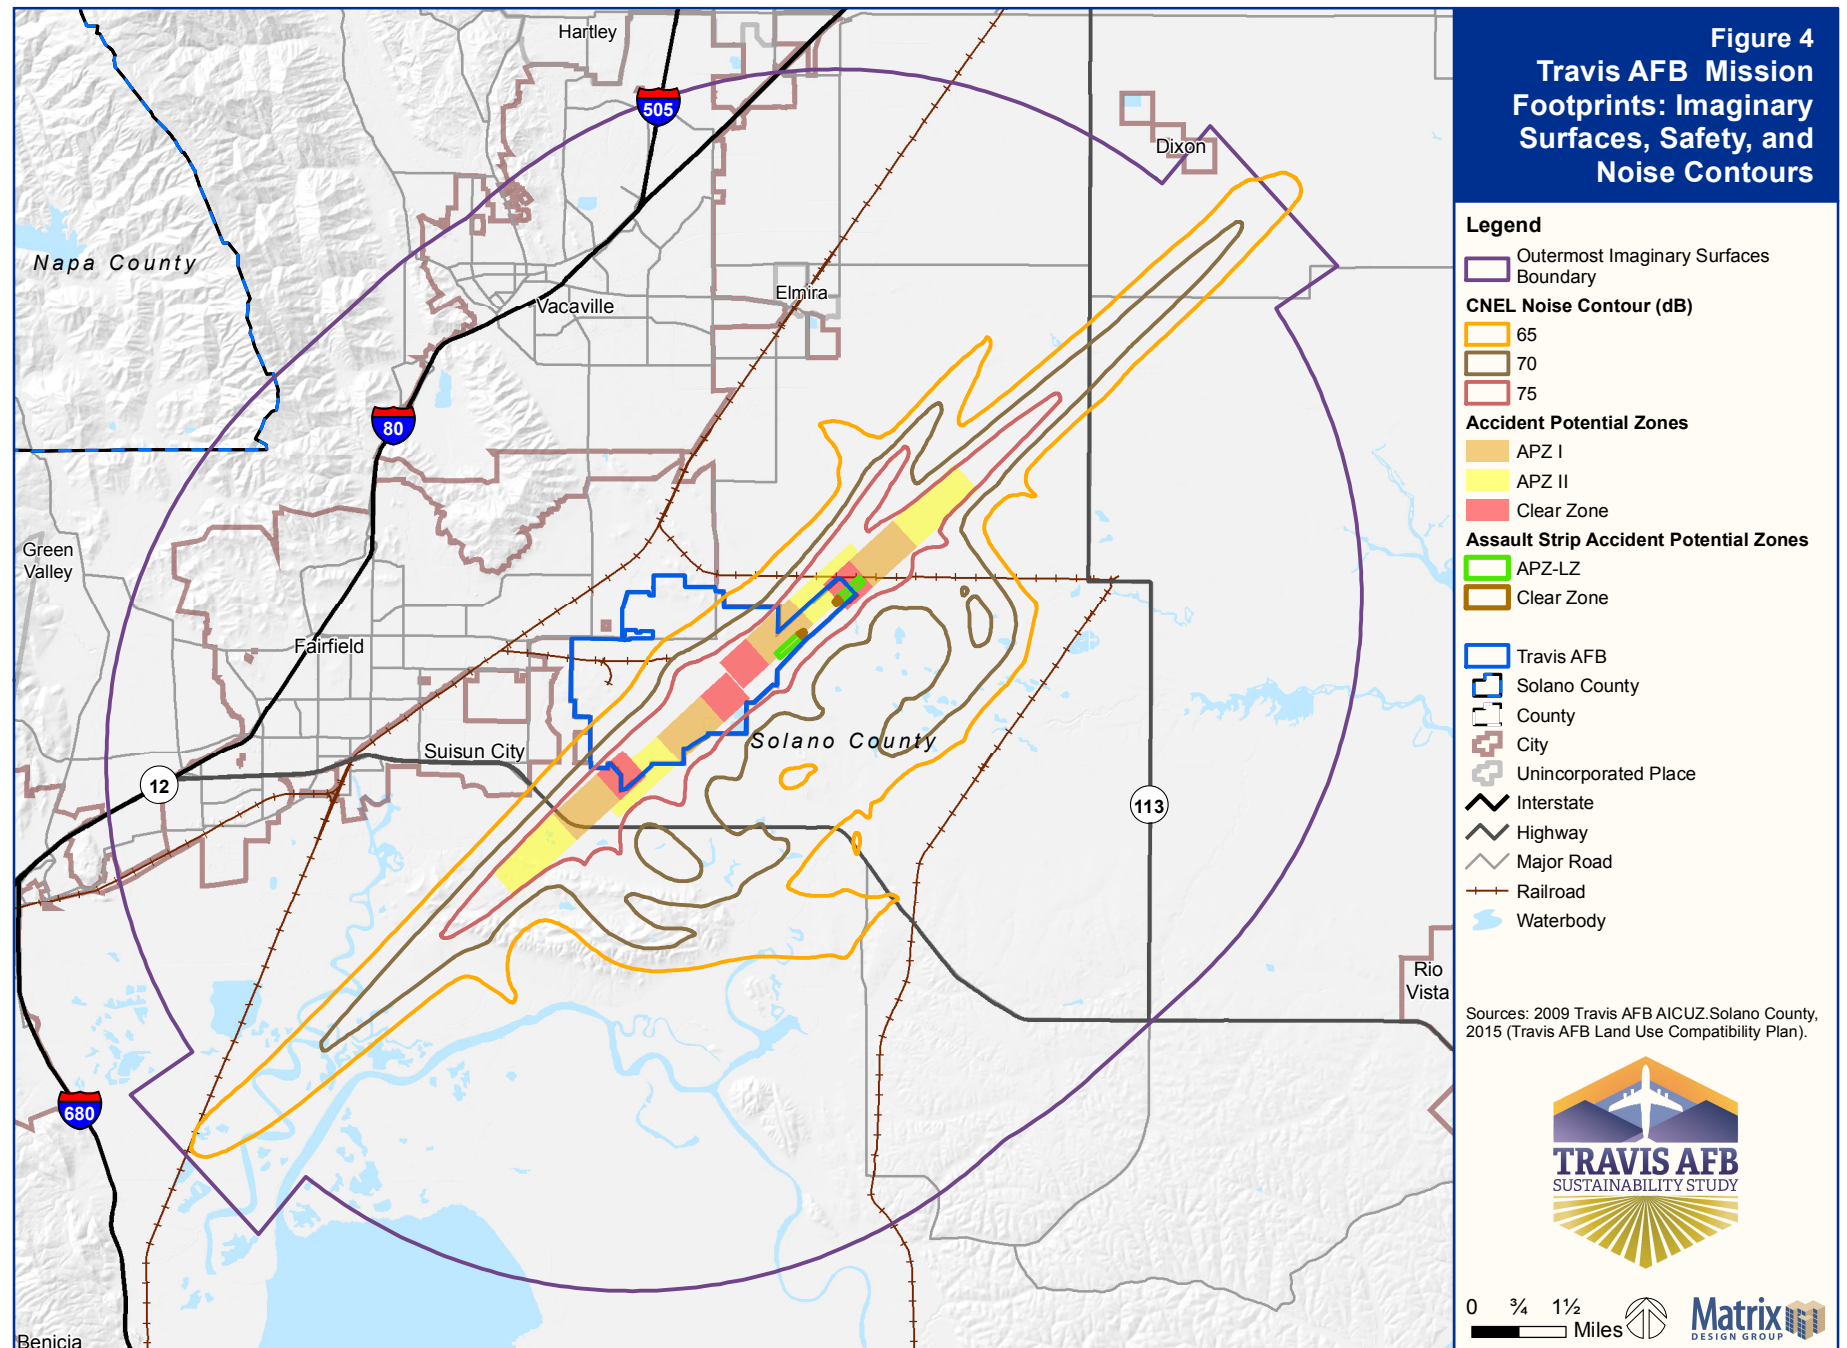 Figure 4
Travis AFB Mission
Footprints: Imaginary
Surfaces, Safety, and
Noise Contours
Legend
Outermost Imaginary Surfaces
Boundary
CNEL Noise Contour (dB)
65
70
75
Accident Potential Zones
APZ I
APZ II
Clear Zone
Assault Strip Accident Potential Zones
APZ-LZ
Clear Zone
Travis AFB
Solano County
County
City
Unincorporated Place
Interstate
Highway
Major Road
Railroad
Waterbody
Sources: 2009 Travis AFB AICUZ.Solano County,
2015 (Travis AFB Land Use Compatibility Plan).
TRAVIS AFB
SUSTAINABILITY STUDY
0 ¾ 1½
Miles
Matrix
DESIGN GROUP
Hartley
505
Dixon
Napa County
Elmira
Vacaville
80
Green
Valley
Fairfield
Suisun City
Solano County
12
113
Rio
Vista
680
Benicia